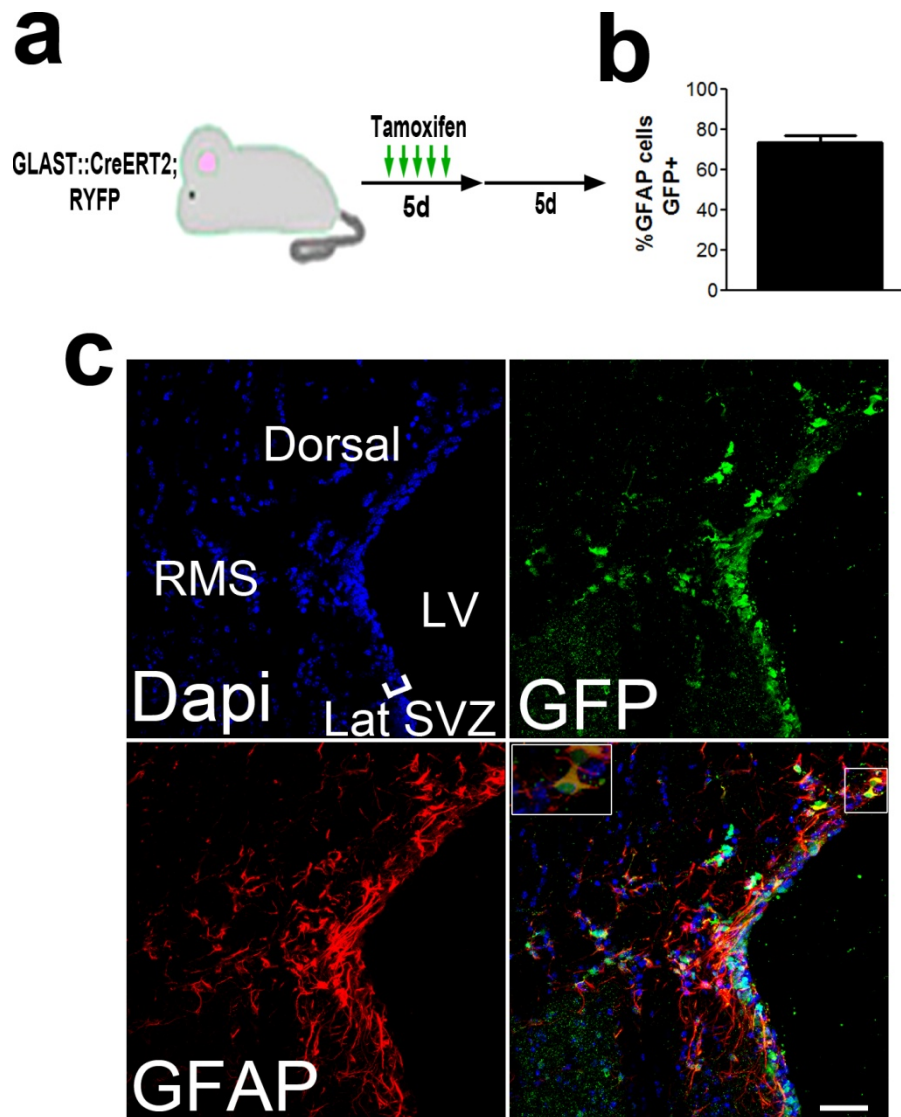 a
GLAST::CreERT2;
RYFP
Tamoxifen
5d
5d
b
%GFAP cells
GFP+
100
80
60
40
20
0
c
Dorsal
RMS
LV
Dapi
Lat SVZ
GFP
GFAP